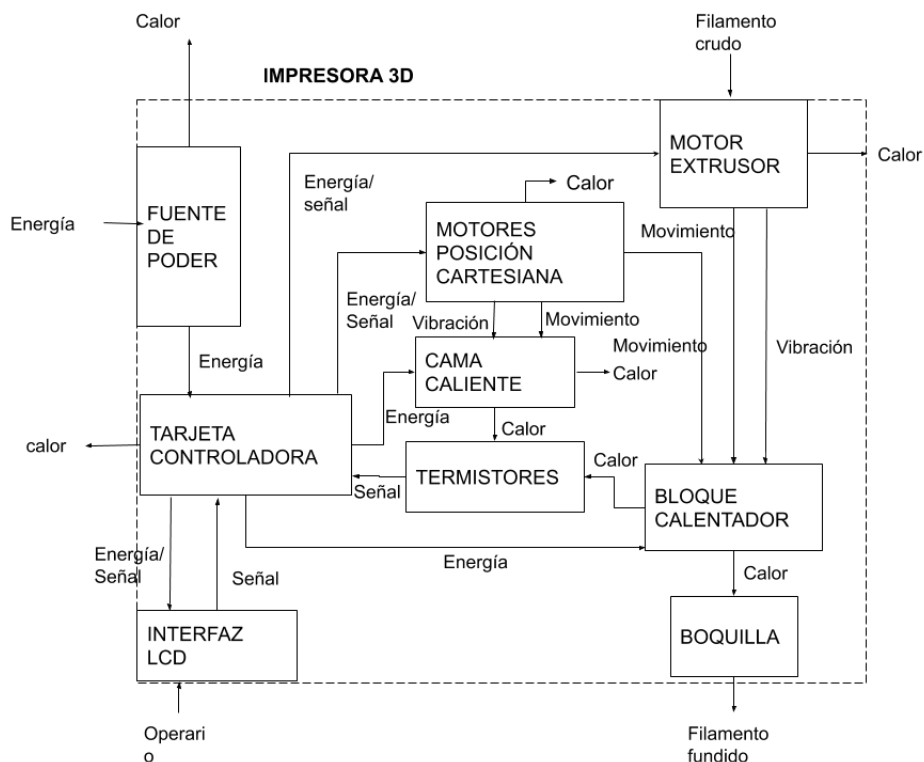 Calor
Filamento
crudo
IMPRESORA 3D
MOTOR
EXTRUSOR
Calor
Energía/
señal
Calor
FUENTE
DE
PODER
Energía
MOTORES
POSICIÓN
CARTESIANA
Movimiento
Energía/
Señal
Vibración
Movimiento
Movimiento
Vibración
Energía
CAMA
CALIENTE
Calor
Energía
calor
TARJETA
CONTROLADORA
Calor
Calor
TERMISTORES
Señal
BLOQUE
CALENTADOR
Energía/
Señal
Señal
Energía
Calor
INTERFAZ
LCD
BOQUILLA
Operari
o
Filamento
fundido